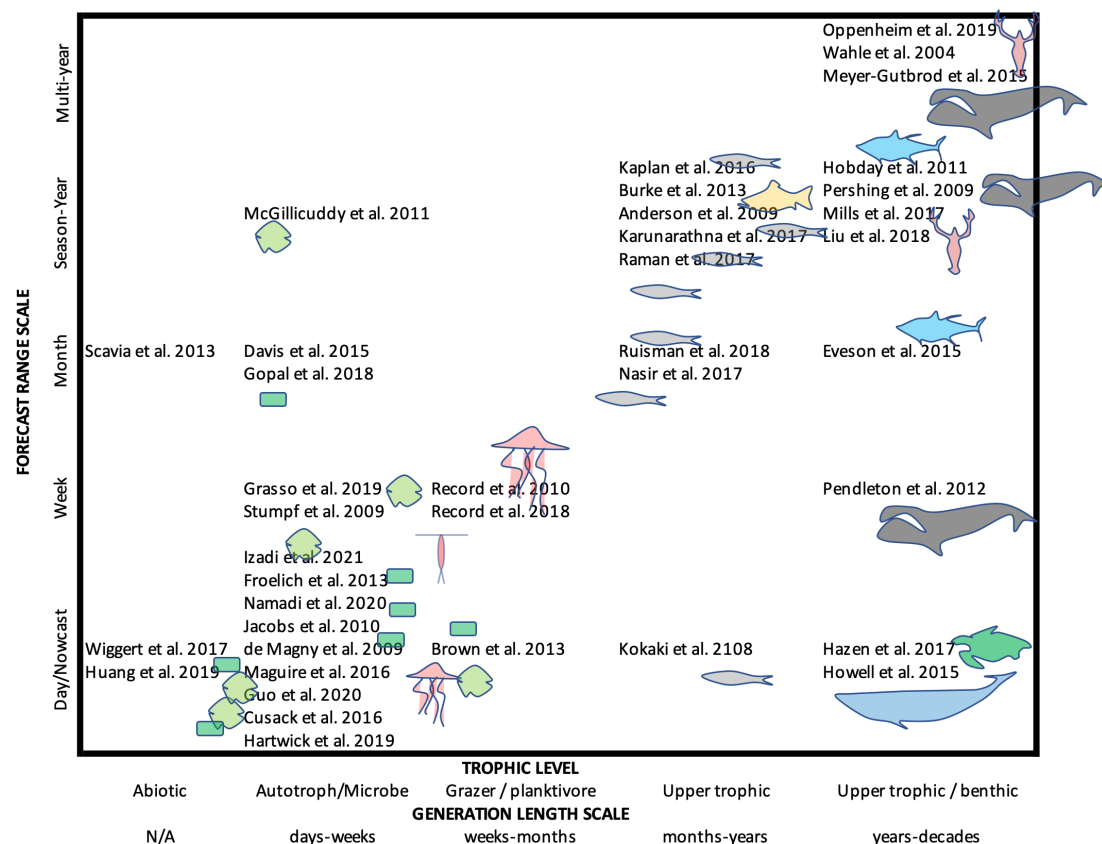 Multi-year
Oppenheim et al. 2019
Wahle et al. 2004
Meyer-Gutbrod et al. 2015
Season-Year
McGillicuddy et al. 2011
Kaplan et al. 2016
Burke et al. 2013
Anderson et al. 2009
Karunarathna et al. 2017
Raman et al. 2017
Hobday et al. 2011
Pershing et al. 2009
Mills et al. 2017
Liu et al. 2018
FORECAST RANGE SCALE
Month
Scavia et al. 2013
Davis et al. 2015
Gopal et al. 2018
Ruisman et al. 2018
Nasir et al. 2017
Eveson et al. 2015
Week
Grasso et al. 2019
Stumpf et al. 2009
Record et al. 2010
Record et al. 2018
Pendleton et al. 2012
Day/Nowcast
Wiggert et al. 2017
Huang et al. 2019
Izadi et al. 2021
Froelich et al. 2013
Namadi et al. 2020
Jacobs et al. 2010
de Magny et al. 2009
Maguire et al. 2016
Guo et al. 2020
Cusack et al. 2016
Hartwick et al. 2019
Brown et al. 2013
Kokaki et al. 2108
Hazen et al. 2017
Howell et al. 2015
TROPHIC LEVEL
Abiotic
Autotroph/Microbe
Grazer / planktivore
Upper trophic
Upper trophic / benthic
GENERATION LENGTH SCALE
N/A
days-weeks
weeks-months
months-years
years-decades